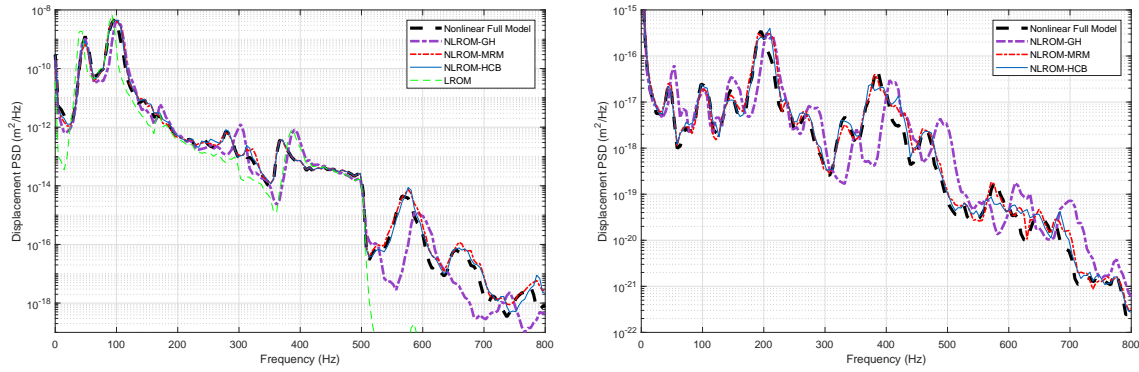 10^-8
10^-10
10^-12
10^-14
10^-16
10^-18
Displacement PSD (m^2/Hz)
0 100 200 300 400 500 600 700 800
Frequency (Hz)
Nonlinear Full Model
NLROM-GH
NLROM-MRM
NLROM-HCB
LROM
10^-15
10^-16
10^-17
10^-18
10^-19
10^-20
10^-21
10^-22
Displacement PSD (m^2/Hz)
0 100 200 300 400 500 600 700 800
Frequency (Hz)
Nonlinear Full Model
NLROM-GH
NLROM-MRM
NLROM-HCB